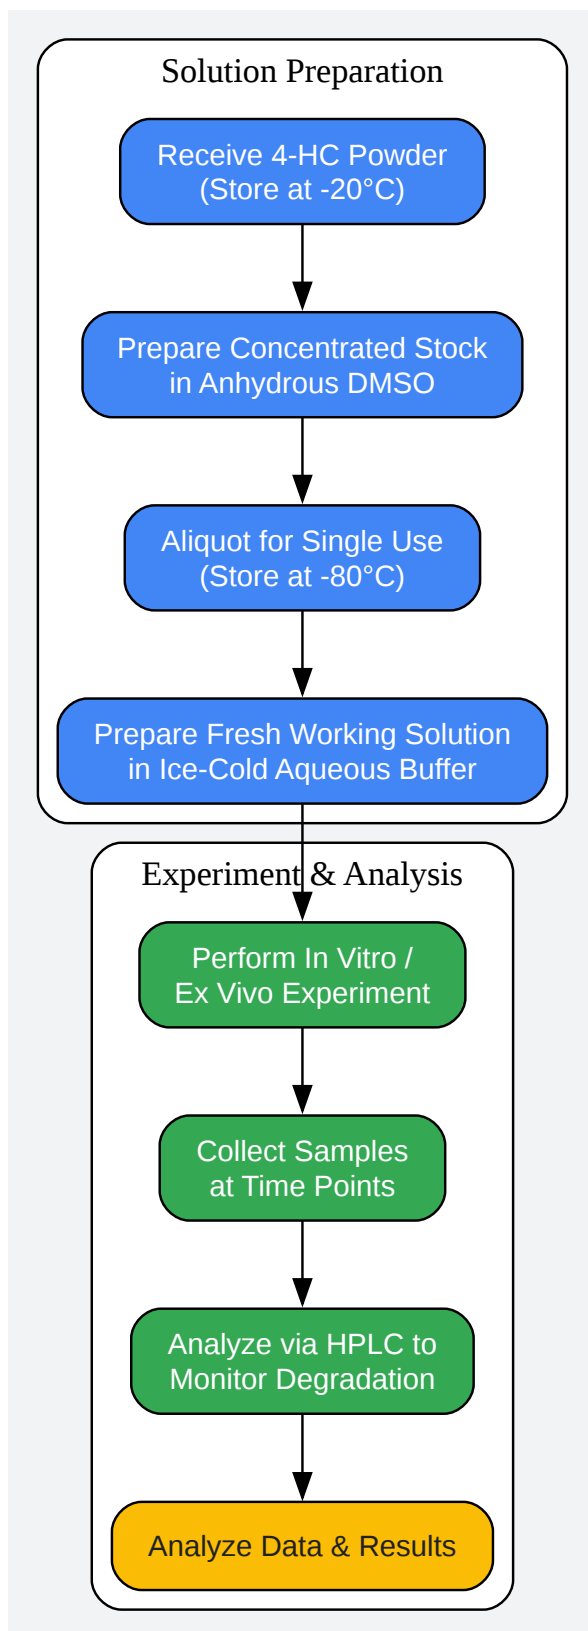 Solution Preparation
Receive 4-HC Powder
(Store at -20°C)
Prepare Concentrated Stock
in Anhydrous DMSO
Aliquot for Single Use
(Store at -80°C)
Prepare Fresh Working Solution
in Ice-Cold Aqueous Buffer
Experiment & Analysis
Perform In Vitro /
Ex Vivo Experiment
Collect Samples
at Time Points
Analyze via HPLC to
Monitor Degradation
Analyze Data & Results